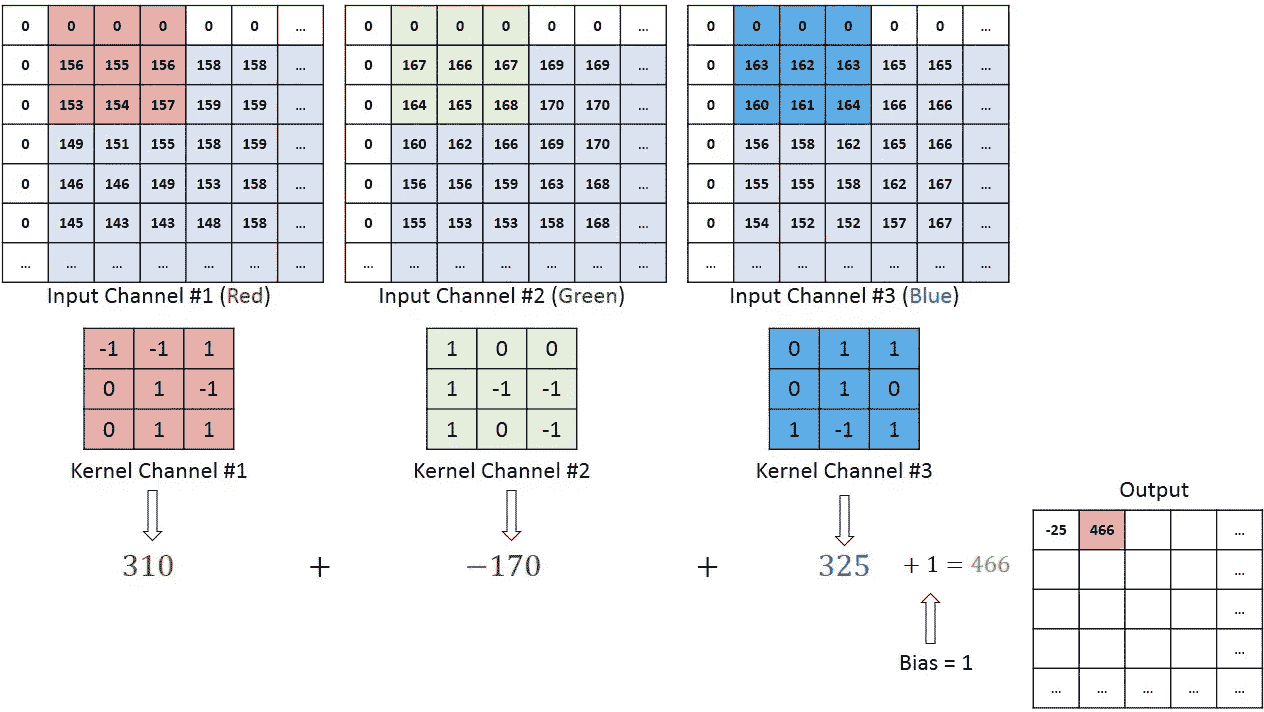 0 0 0 0 0 0 ... 0 0 0 0 0 0 ... 0 0 0 0 0 0 ...
0 156 155 156 158 158 ... 0 167 166 167 169 169 ... 0 163 162 163 165 165 ...
0 153 154 157 159 159 ... 0 164 165 168 170 170 ... 0 160 161 164 166 166 ...
0 149 151 155 158 159 ... 0 160 162 166 169 170 ... 0 156 158 162 165 166 ...
0 146 146 149 153 158 ... 0 156 156 159 163 168 ... 0 155 155 158 162 167 ...
0 145 143 143 148 158 ... 0 155 153 153 158 168 ... 0 154 152 152 157 167 ...
... ... ... ... ... ... ... ... ... ... ... ... ... ... ... ... ... ... ... ... ...
Input Channel #1 (Red) Input Channel #2 (Green) Input Channel #3 (Blue)
-1 -1 1 1 0 0 0 1 1
0 1 -1 1 -1 -1 0 1 0
0 1 1 1 0 -1 1 -1 1
Kernel Channel #1 Kernel Channel #2 Kernel Channel #3
310 + −170 + 325 + 1 = 466
Bias = 1
Output
-25 466 ...
...
...
...
... ... ... ... ...